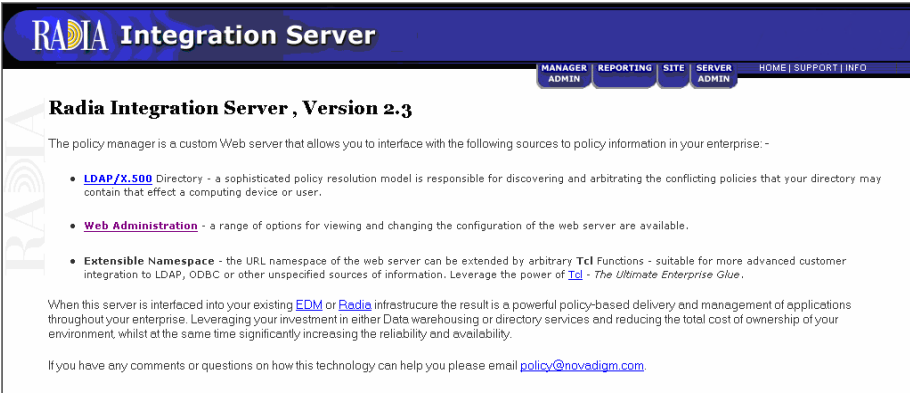 RADIA Integration Server
MANAGER ADMIN | REPORTING | SITE | SERVER ADMIN HOME | SUPPORT | INFO
RADIA
Radia Integration Server , Version 2.3
The policy manager is a custom Web server that allows you to interface with the following sources to policy information in your enterprise: -
• LDAP/X.500 Directory - a sophisticated policy resolution model is responsible for discovering and arbitrating the conflicting policies that your directory may
contain that effect a computing device or user.
• Web Administration - a range of options for viewing and changing the configuration of the web server are available.
• Extensible Namespace - the URL namespace of the web server can be extended by arbitrary Tcl Functions - suitable for more advanced customer
integration to LDAP, ODBC or other unspecified sources of information. Leverage the power of Tcl - The Ultimate Enterprise Glue.
When this server is interfaced into your existing EDM or Radia infrastrucure the result is a powerful policy-based delivery and management of applications
throughout your enterprise. Leveraging your investment in either Data warehousing or directory services and reducing the total cost of ownership of your
environment, whilst at the same time significantly increasing the reliability and availability.
If you have any comments or questions on how this technology can help you please email policy@novadigm.com.